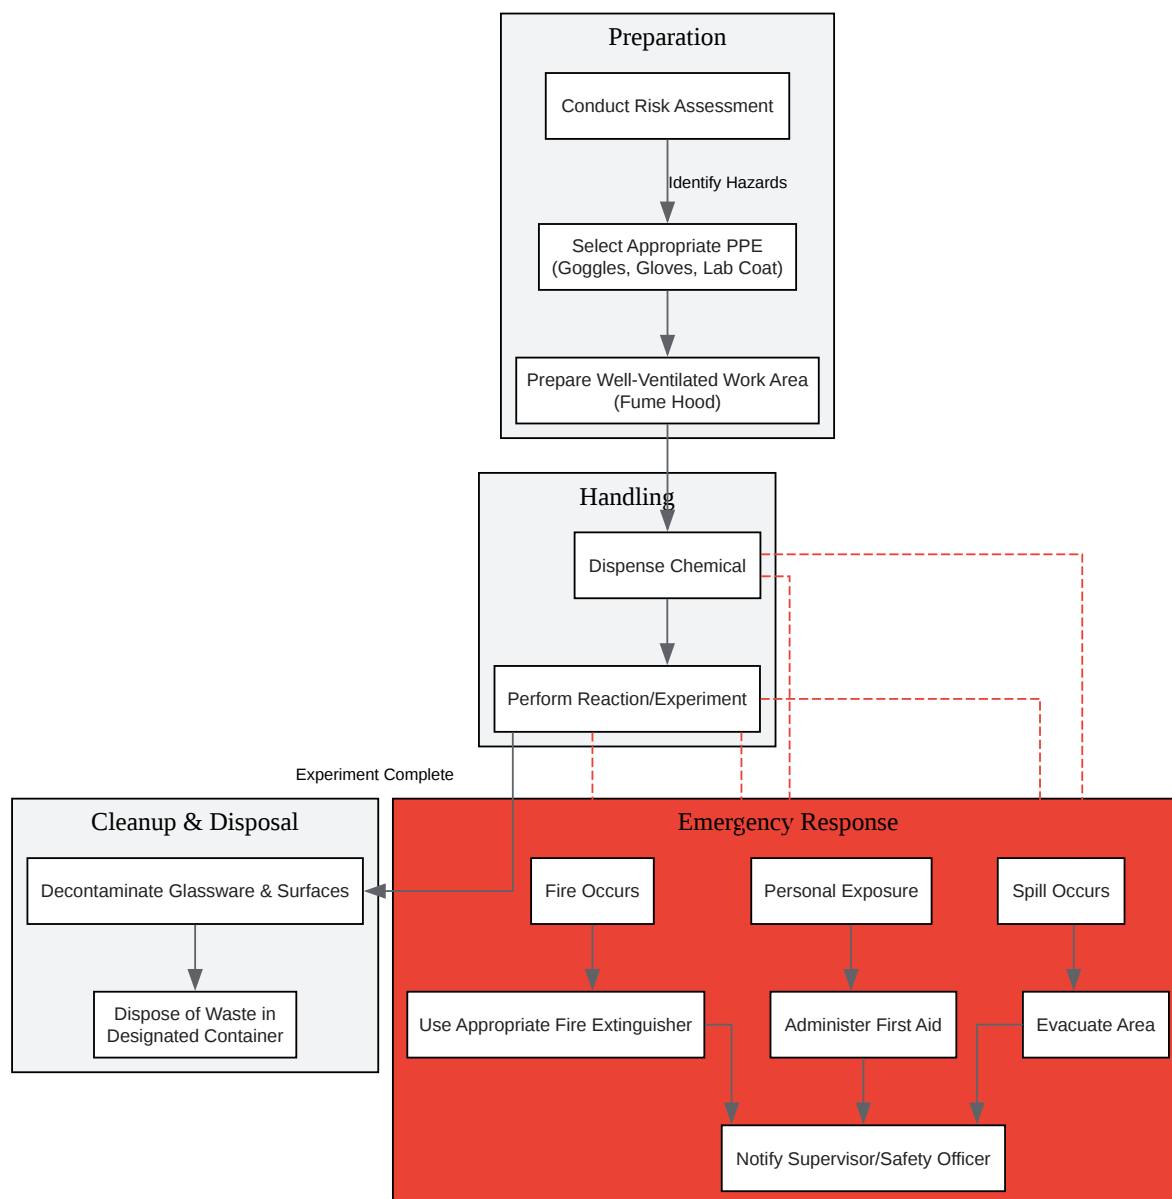 Preparation
Conduct Risk Assessment
Identify Hazards
Select Appropriate PPE
(Goggles, Gloves, Lab Coat)
Prepare Well-Ventilated Work Area
(Fume Hood)
Handling
Dispense Chemical
Perform Reaction/Experiment
Experiment Complete
Cleanup & Disposal
Decontaminate Glassware & Surfaces
Dispose of Waste in
Designated Container
Emergency Response
Fire Occurs
Personal Exposure
Spill Occurs
Use Appropriate Fire Extinguisher
Administer First Aid
Evacuate Area
Notify Supervisor/Safety Officer